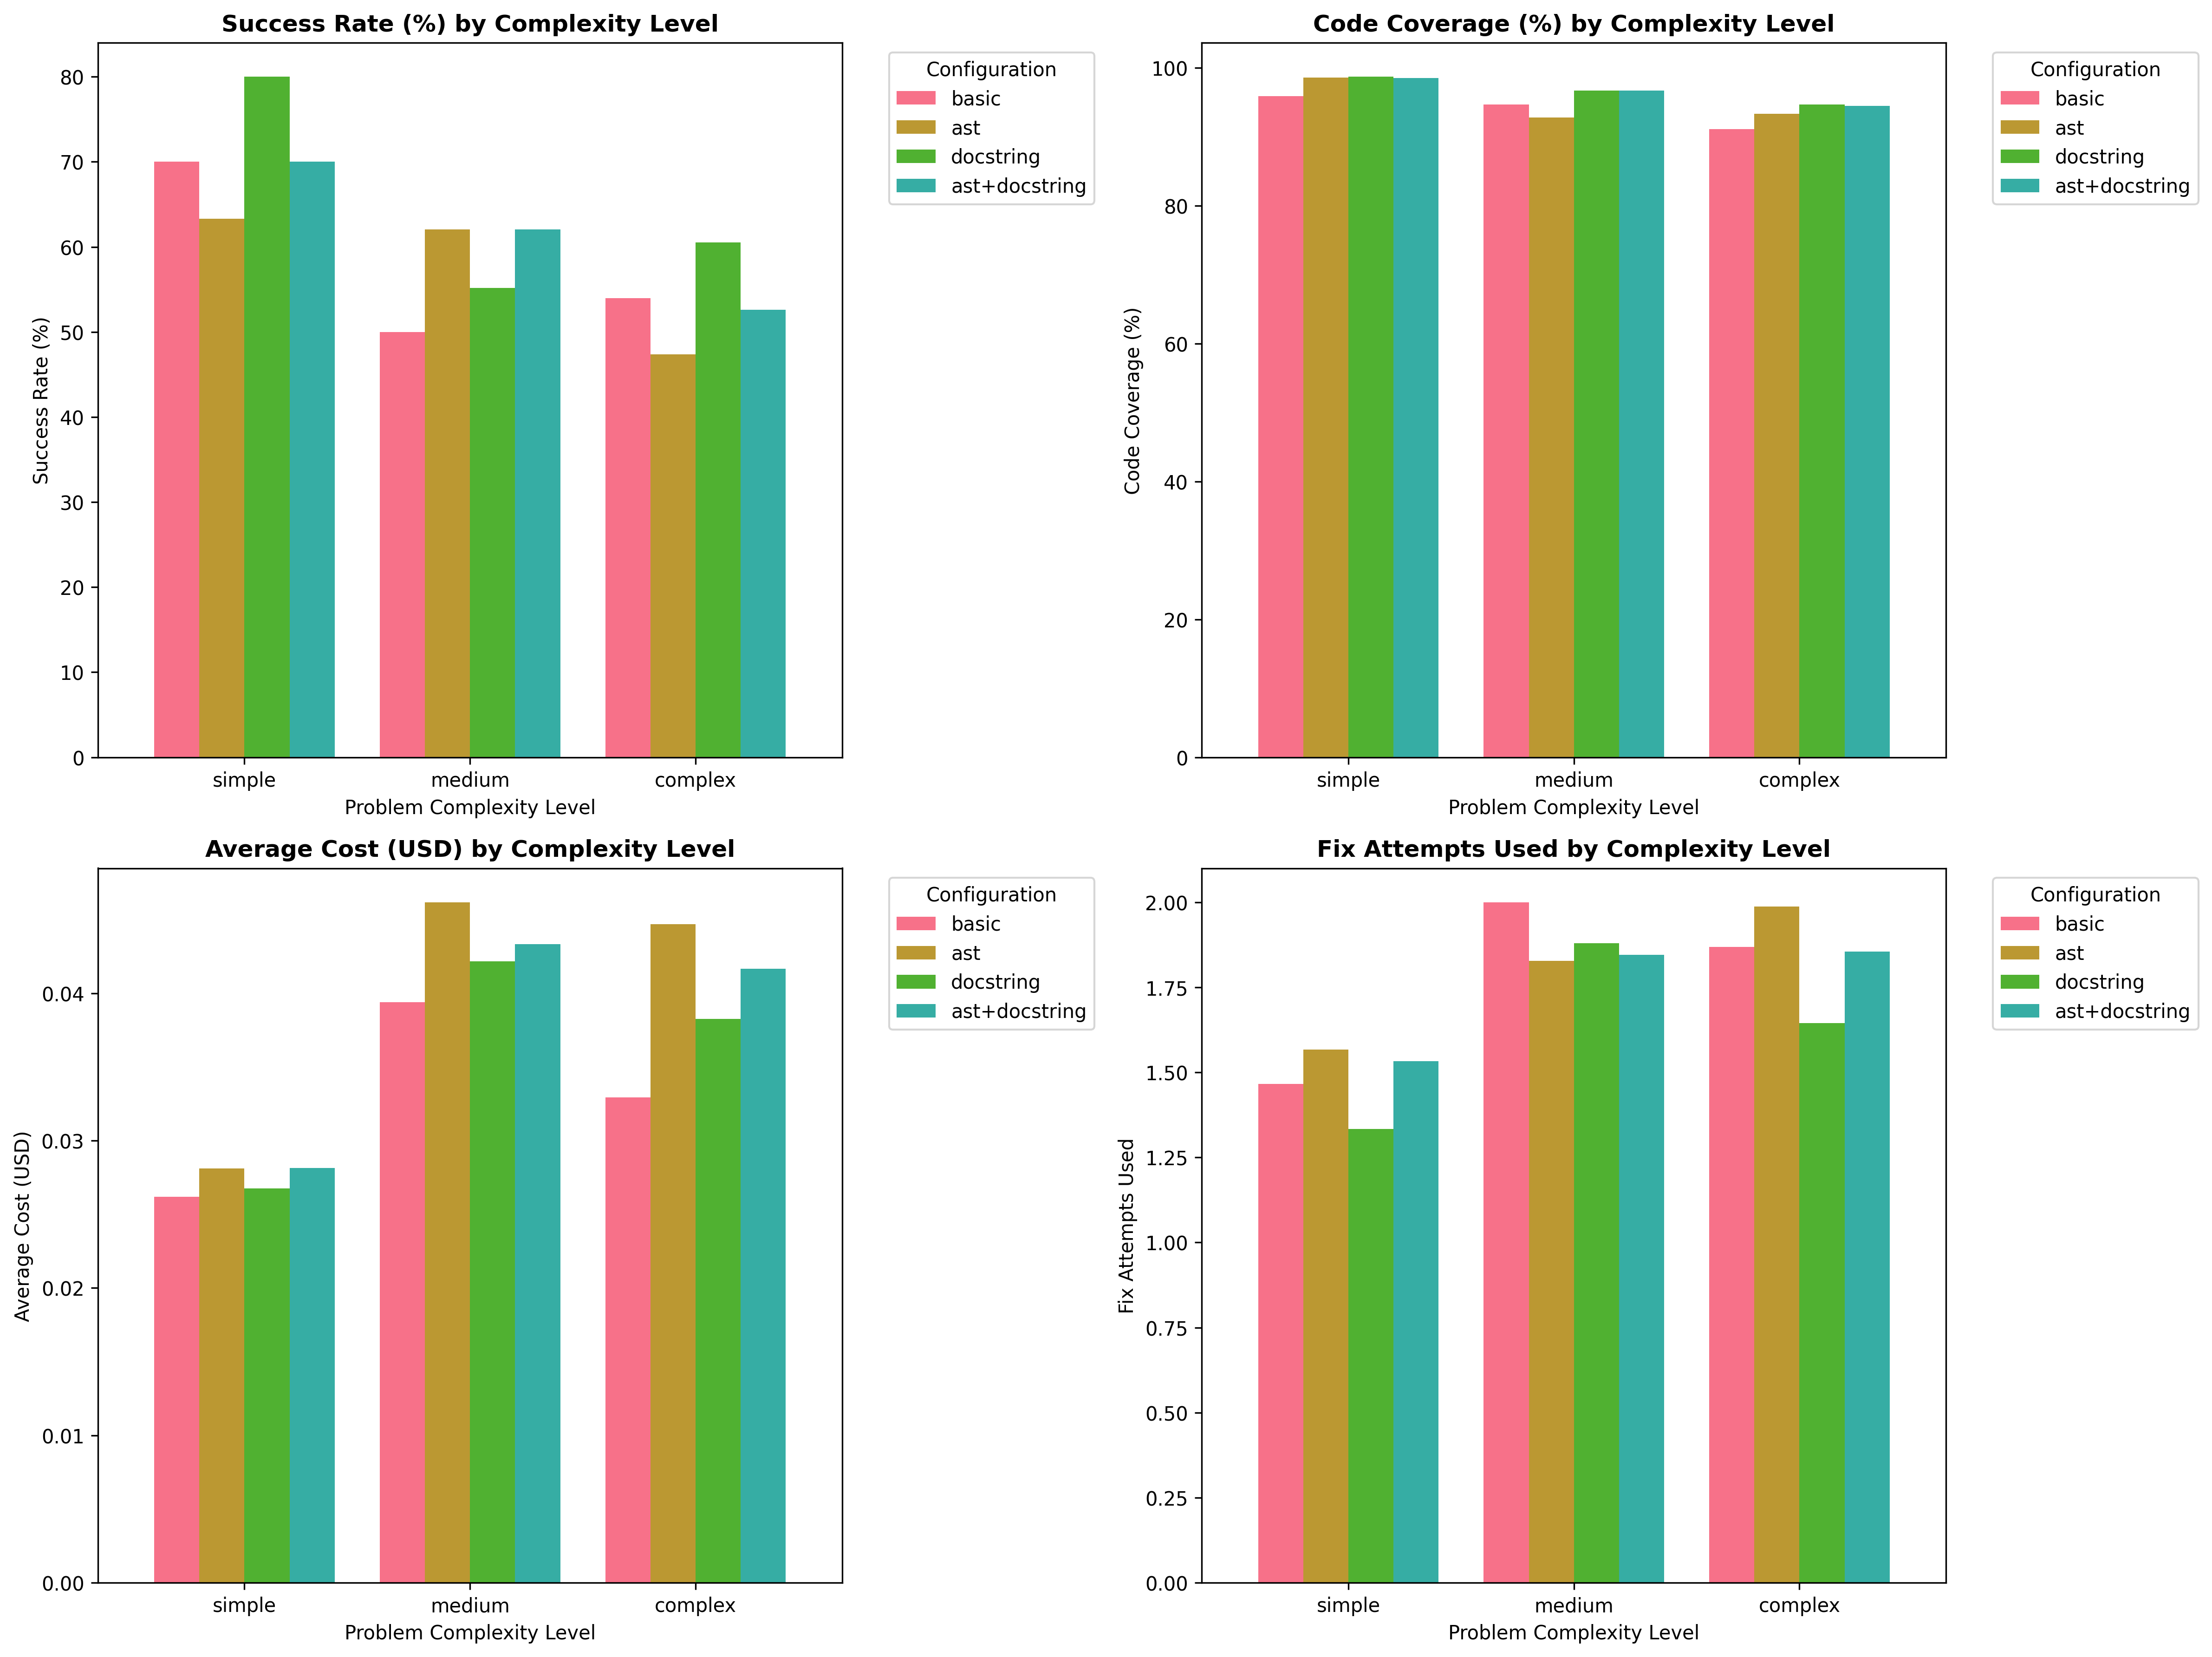 Success Rate (%) by Complexity Level
Success Rate (%)
80
70
60
50
40
30
20
10
0
simple
medium
complex
Problem Complexity Level
Configuration
basic
ast
docstring
ast+docstring
Code Coverage (%) by Complexity Level
Code Coverage (%)
100
80
60
40
20
0
simple
medium
complex
Problem Complexity Level
Configuration
basic
ast
docstring
ast+docstring
Average Cost (USD) by Complexity Level
Average Cost (USD)
0.04
0.03
0.02
0.01
0.00
simple
medium
complex
Problem Complexity Level
Configuration
basic
ast
docstring
ast+docstring
Fix Attempts Used by Complexity Level
Fix Attempts Used
2.00
1.75
1.50
1.25
1.00
0.75
0.50
0.25
0.00
simple
medium
complex
Problem Complexity Level
Configuration
basic
ast
docstring
ast+docstring